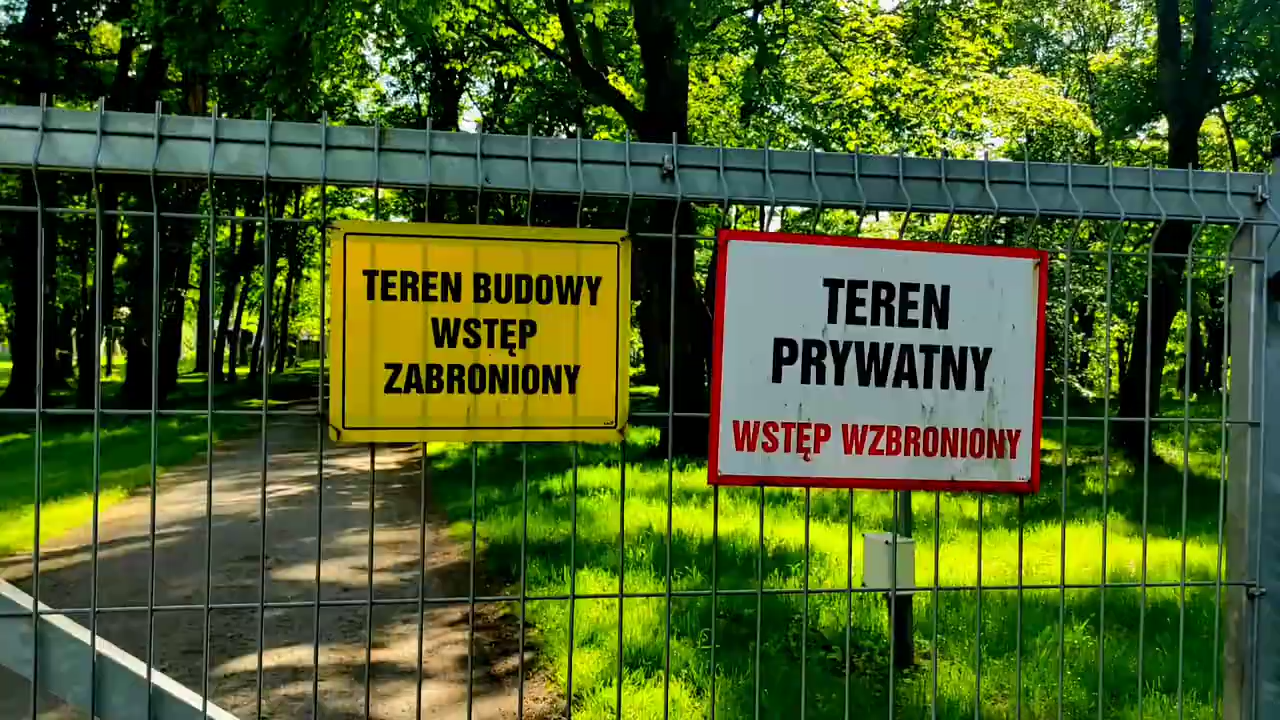 TEREN BUDOWY
WSTĘP
ZABRONIONY
TEREN
PRYWATNY
WSTĘP WZBRONIONY